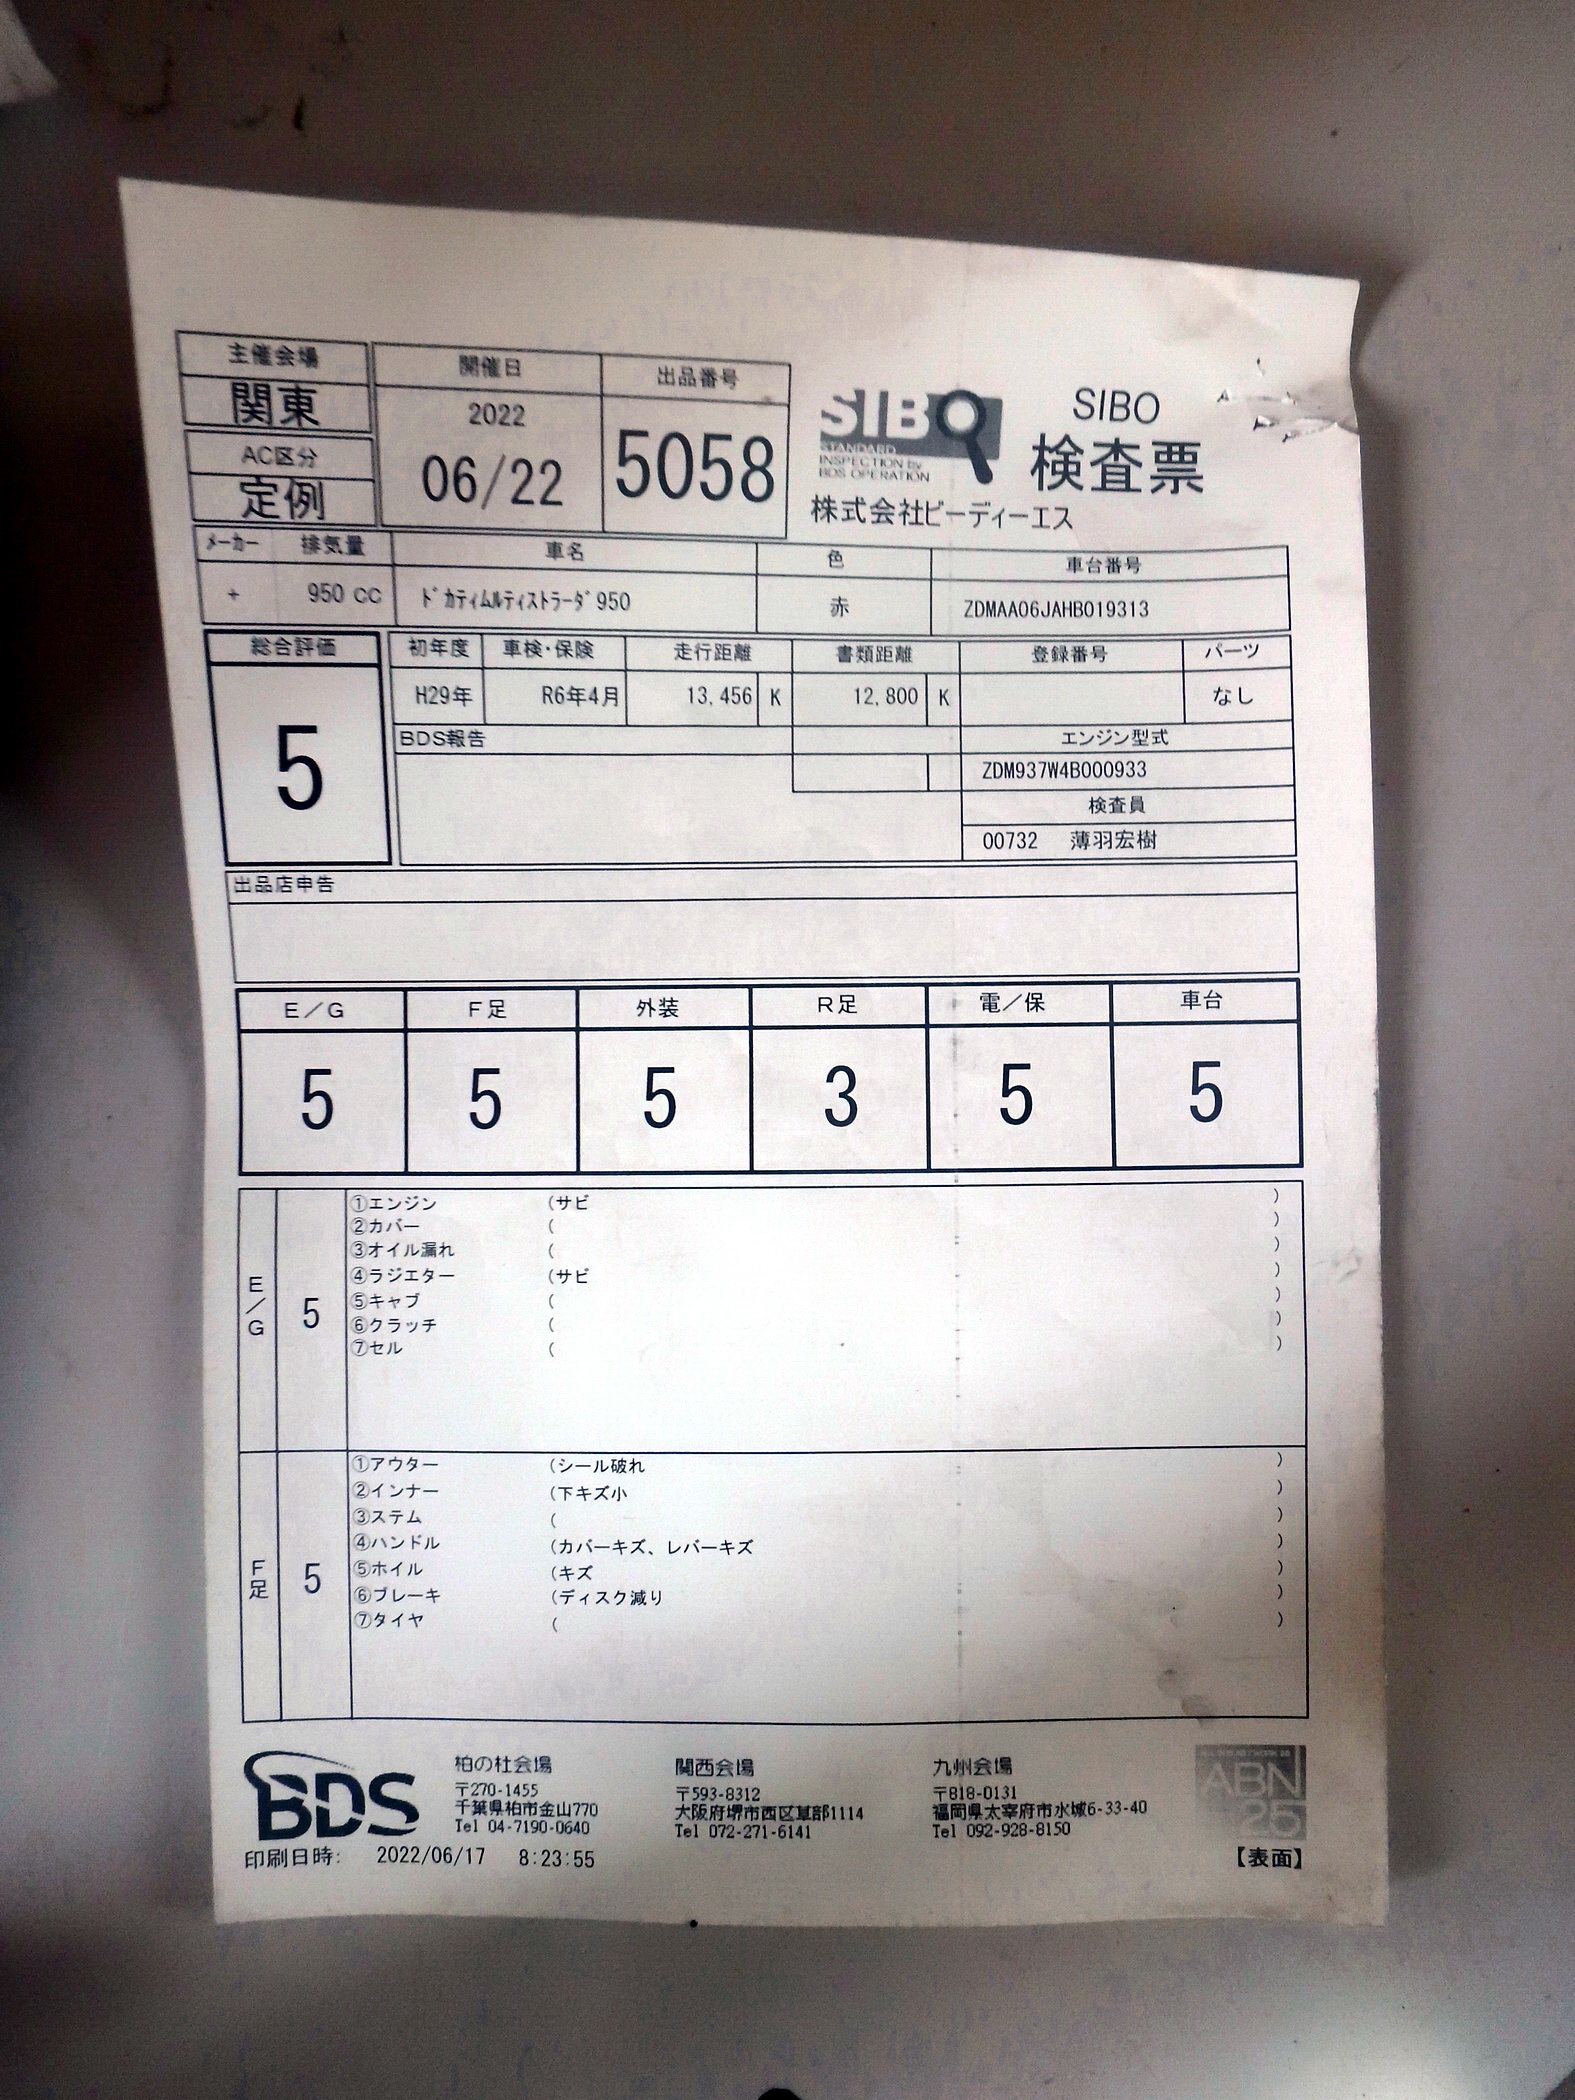 主催会場 開催日 出品番号
関東 2022 06/22 5058
AC区分
定例
SIBO
STANDARD
INSPECTION by
BDS OPERATION
SIBO
検査票
株式会社ビーディーエス
メーカー 排気量 車名 色 車台番号
+ 950 cc ﾄﾞｶﾃｨﾑﾙﾃｨｽﾄﾗｰﾀﾞ950 赤 ZDMAA06JAHB019313
総合評価 初年度 車検・保険 走行距離 書類距離 登録番号 パーツ
5 H29年 R6年4月 13,456 K 12,800 K なし
BDS報告 エンジン型式
ZDM937W4B000933
検査員
00732 薄羽宏樹
出品店申告
E／G F足 外装 R足 電／保 車台
5 5 5 3 5 5
E／G 5
①エンジン (サビ )
②カバー ( )
③オイル漏れ ( )
④ラジエター (サビ )
⑤キャブ ( )
⑥クラッチ ( )
⑦セル ( )
F足 5
①アウター (シール破れ )
②インナー (下キズ小 )
③ステム ( )
④ハンドル (カバーキズ、レバーキズ )
⑤ホイル (キズ )
⑥ブレーキ (ディスク減り )
⑦タイヤ ( )
BDS
柏の杜会場 関西会場 九州会場
〒270-1455 〒593-8312 〒818-0131
千葉県柏市金山770 大阪府堺市西区草部1114 福岡県太宰府市水城6-33-40
Tel 04-7190-0640 Tel 072-271-6141 Tel 092-928-8150
ABN
25
印刷日時: 2022/06/17 8:23:55 【表面】